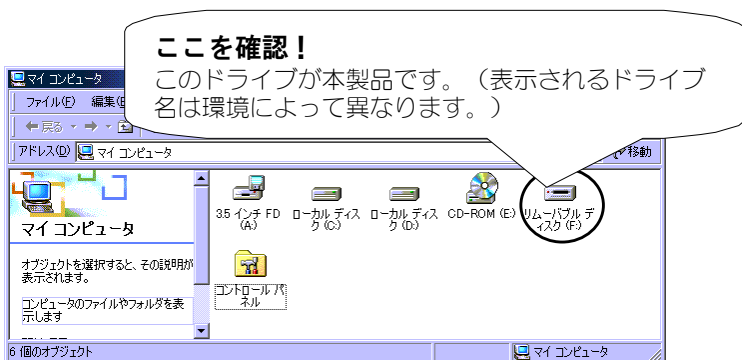 ここを確認！
このドライブが本製品です。（表示されるドライブ
名は環境によって異なります。）
マイ コンピュータ
ファイル(F) 編集(E
戻る
アドレス(D) マイ コンピュータ
移動
マイ コンピュータ
オブジェクトを選択すると、その説明が
表示されます。
コンピュータのファイルやフォルダを表
示します
3.5 インチ FD
(A:)
ローカル ディス
ク (C:)
ローカル ディス
ク (D:)
CD-ROM (E:)
リムーバブル デ
ィスク (F:)
コントロール パ
ネル
6 個のオブジェクト
マイ コンピュータ